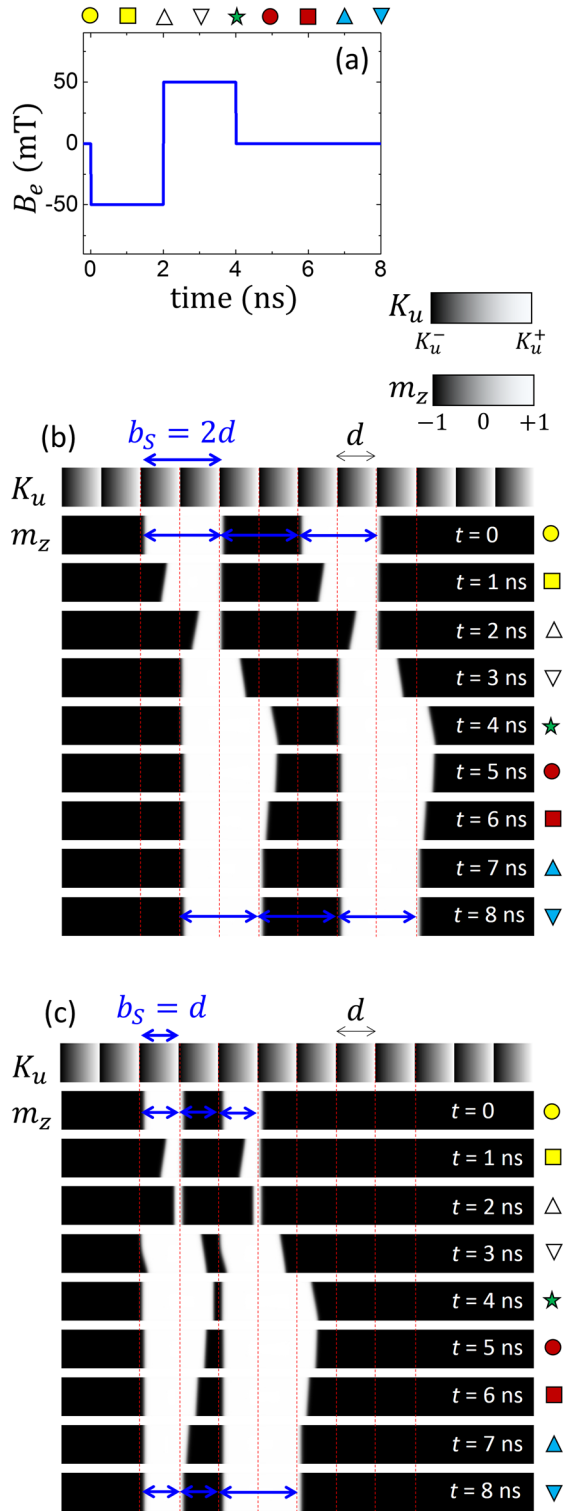 (a)
50
0
-50
B_e (mT)
0 2 4 6 8
time (ns)
K_u
K_u^- K_u^+
m_z
−1 0 +1
(b)
b_S = 2d
d
K_u
m_z
t = 0
t = 1 ns
t = 2 ns
t = 3 ns
t = 4 ns
t = 5 ns
t = 6 ns
t = 7 ns
t = 8 ns
(c)
b_S = d
d
K_u
m_z
t = 0
t = 1 ns
t = 2 ns
t = 3 ns
t = 4 ns
t = 5 ns
t = 6 ns
t = 7 ns
t = 8 ns